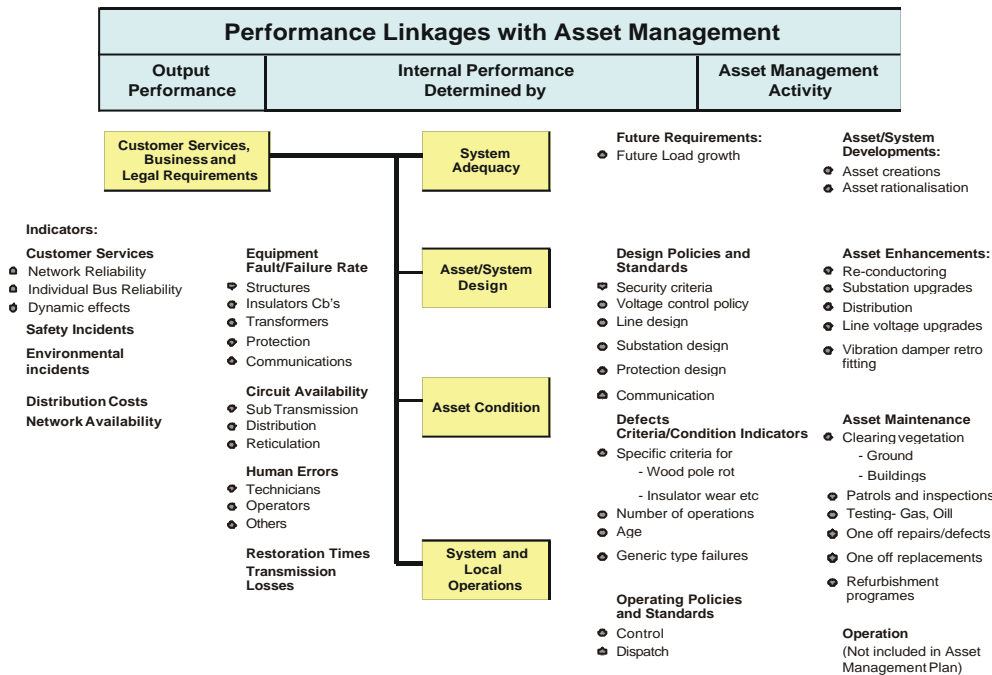 Performance Linkages with Asset Management
Output
Performance
Internal Performance
Determined by
Asset Management
Activity
Customer Services,
Business and
Legal Requirements
System
Adequacy
Future Requirements:
Future Load growth
Asset/System
Developments:
Asset creations
Asset rationalisation
Indicators:
Customer Services
Network Reliability
Individual Bus Reliability
Dynamic effects
Safety Incidents
Environmental
incidents
Distribution Costs
Network Availability
Equipment
Fault/Failure Rate
Structures
Insulators Cb's
Transformers
Protection
Communications
Circuit Availability
Sub Transmission
Distribution
Reticulation
Human Errors
Technicians
Operators
Others
Restoration Times
Transmission
Losses
Asset/System
Design
Asset Condition
System and
Local
Operations
Design Policies and
Standards
Security criteria
Voltage control policy
Line design
Substation design
Protection design
Communication
Defects
Criteria/Condition Indicators
Specific criteria for
- Wood pole rot
- Insulator wear etc
Number of operations
Age
Generic type failures
Operating Policies
and Standards
Control
Dispatch
Asset Enhancements:
Re-conductoring
Substation upgrades
Distribution
Line voltage upgrades
Vibration damper retro
fitting
Asset Maintenance
Clearing vegetation
- Ground
- Buildings
Patrols and inspections
Testing- Gas, Oill
One off repairs/defects
One off replacements
Refurbishment
programes
Operation
(Not included in Asset
Management Plan)